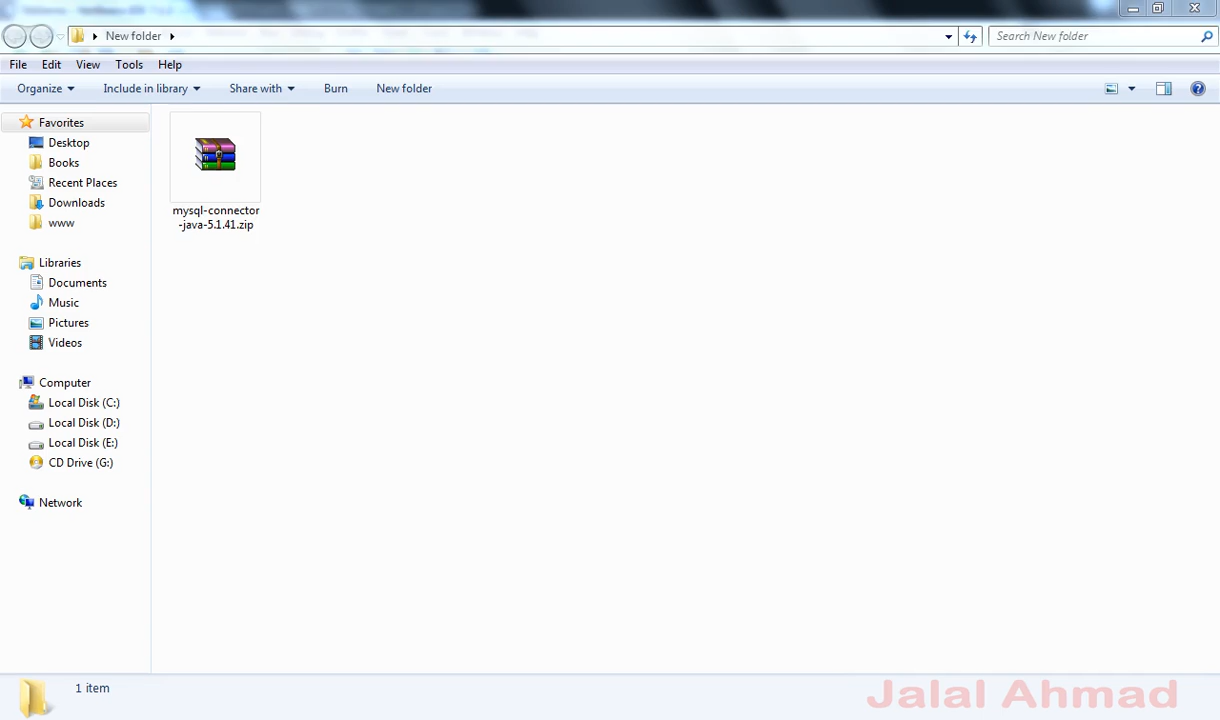 New folder
Search New folder
File Edit View Tools Help
Organize Include in library Share with Burn New folder
Favorites
Desktop
Books
Recent Places
Downloads
www
Libraries
Documents
Music
Pictures
Videos
Computer
Local Disk (C:)
Local Disk (D:)
Local Disk (E:)
CD Drive (G:)
Network
mysql-connector
-java-5.1.41.zip
1 item
Jalal Ahmad